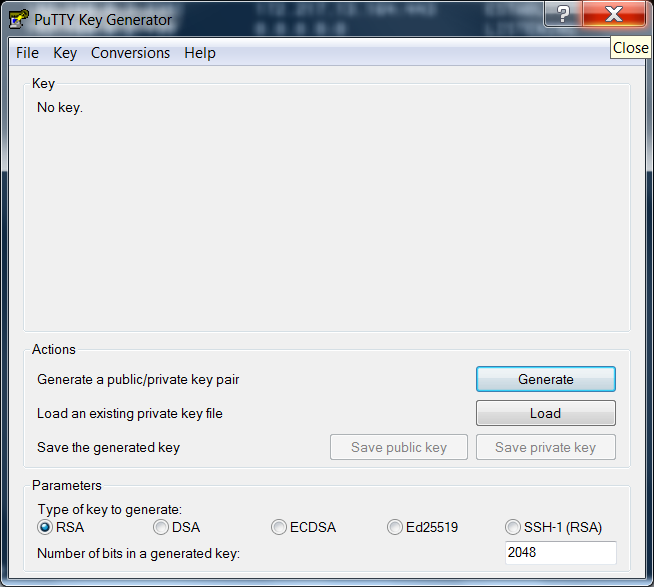 PuTTY Key Generator
?
Close
File Key Conversions Help
Key
No key.
Actions
Generate a public/private key pair Generate
Load an existing private key file Load
Save the generated key Save public key Save private key
Parameters
Type of key to generate:
RSA DSA ECDSA Ed25519 SSH-1 (RSA)
Number of bits in a generated key: 2048